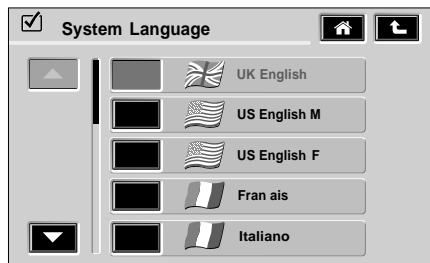 System Language
UK English
US English M
US English F
Fran ais
Italiano